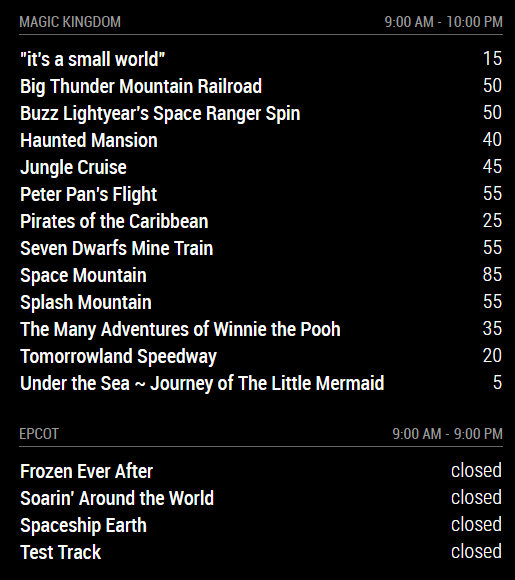 MAGIC KINGDOM 9:00 AM - 10:00 PM
"it's a small world" 15
Big Thunder Mountain Railroad 50
Buzz Lightyear's Space Ranger Spin 50
Haunted Mansion 40
Jungle Cruise 45
Peter Pan's Flight 55
Pirates of the Caribbean 25
Seven Dwarfs Mine Train 55
Space Mountain 85
Splash Mountain 55
The Many Adventures of Winnie the Pooh 35
Tomorrowland Speedway 20
Under the Sea ~ Journey of The Little Mermaid 5
EPCOT 9:00 AM - 9:00 PM
Frozen Ever After closed
Soarin' Around the World closed
Spaceship Earth closed
Test Track closed